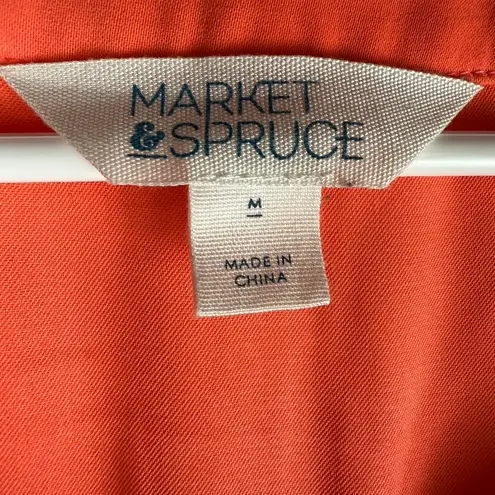 MARKET
& SPRUCE
M
MADE IN
CHINA